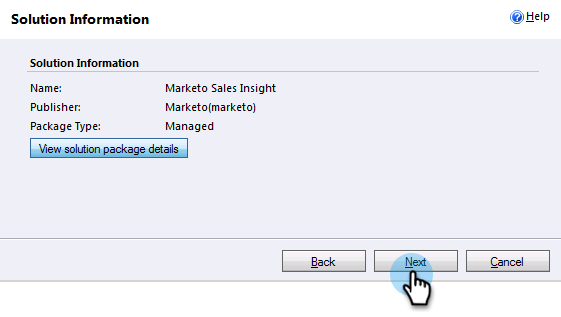 Solution Information
Help
Solution Information
Name: Marketo Sales Insight
Publisher: Marketo(marketo)
Package Type: Managed
View solution package details
Back Next Cancel